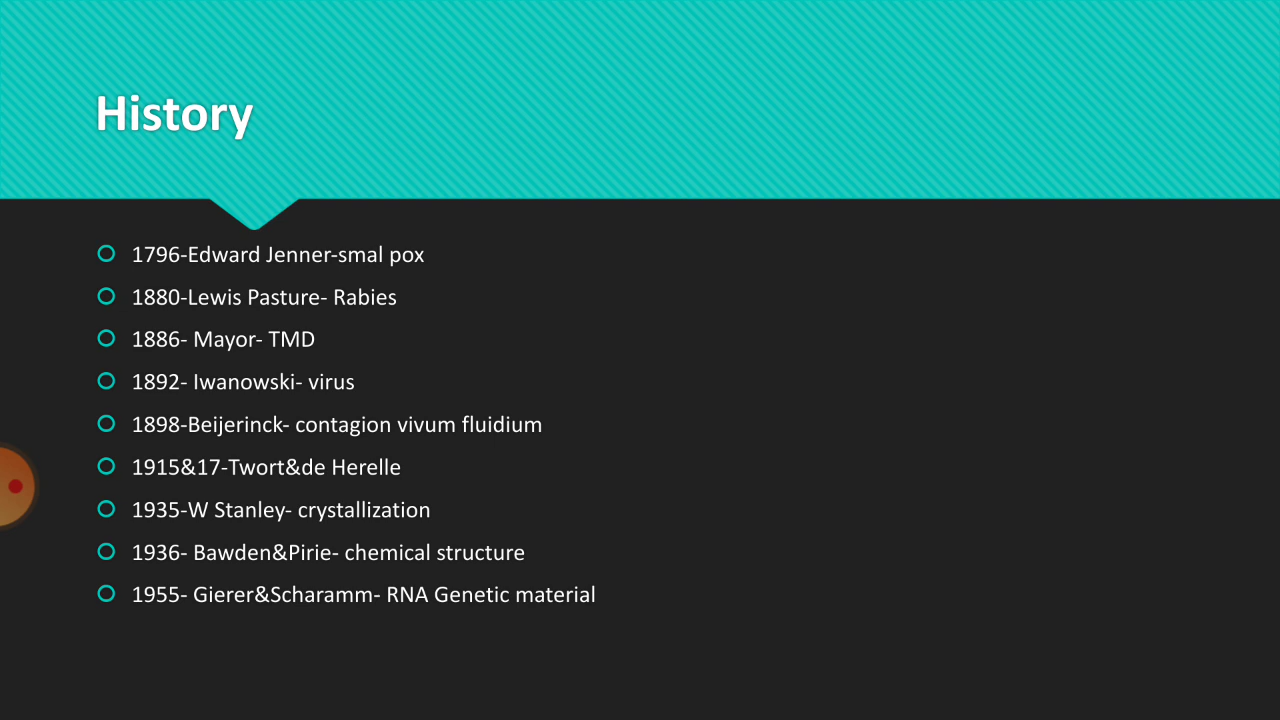 History
1796-Edward Jenner-smal pox
1880-Lewis Pasture- Rabies
1886- Mayor- TMD
1892- Iwanowski- virus
1898-Beijerinck- contagion vivum fluidium
1915&17-Twort&de Herelle
1935-W Stanley- crystallization
1936- Bawden&Pirie- chemical structure
1955- Gierer&Scharamm- RNA Genetic material